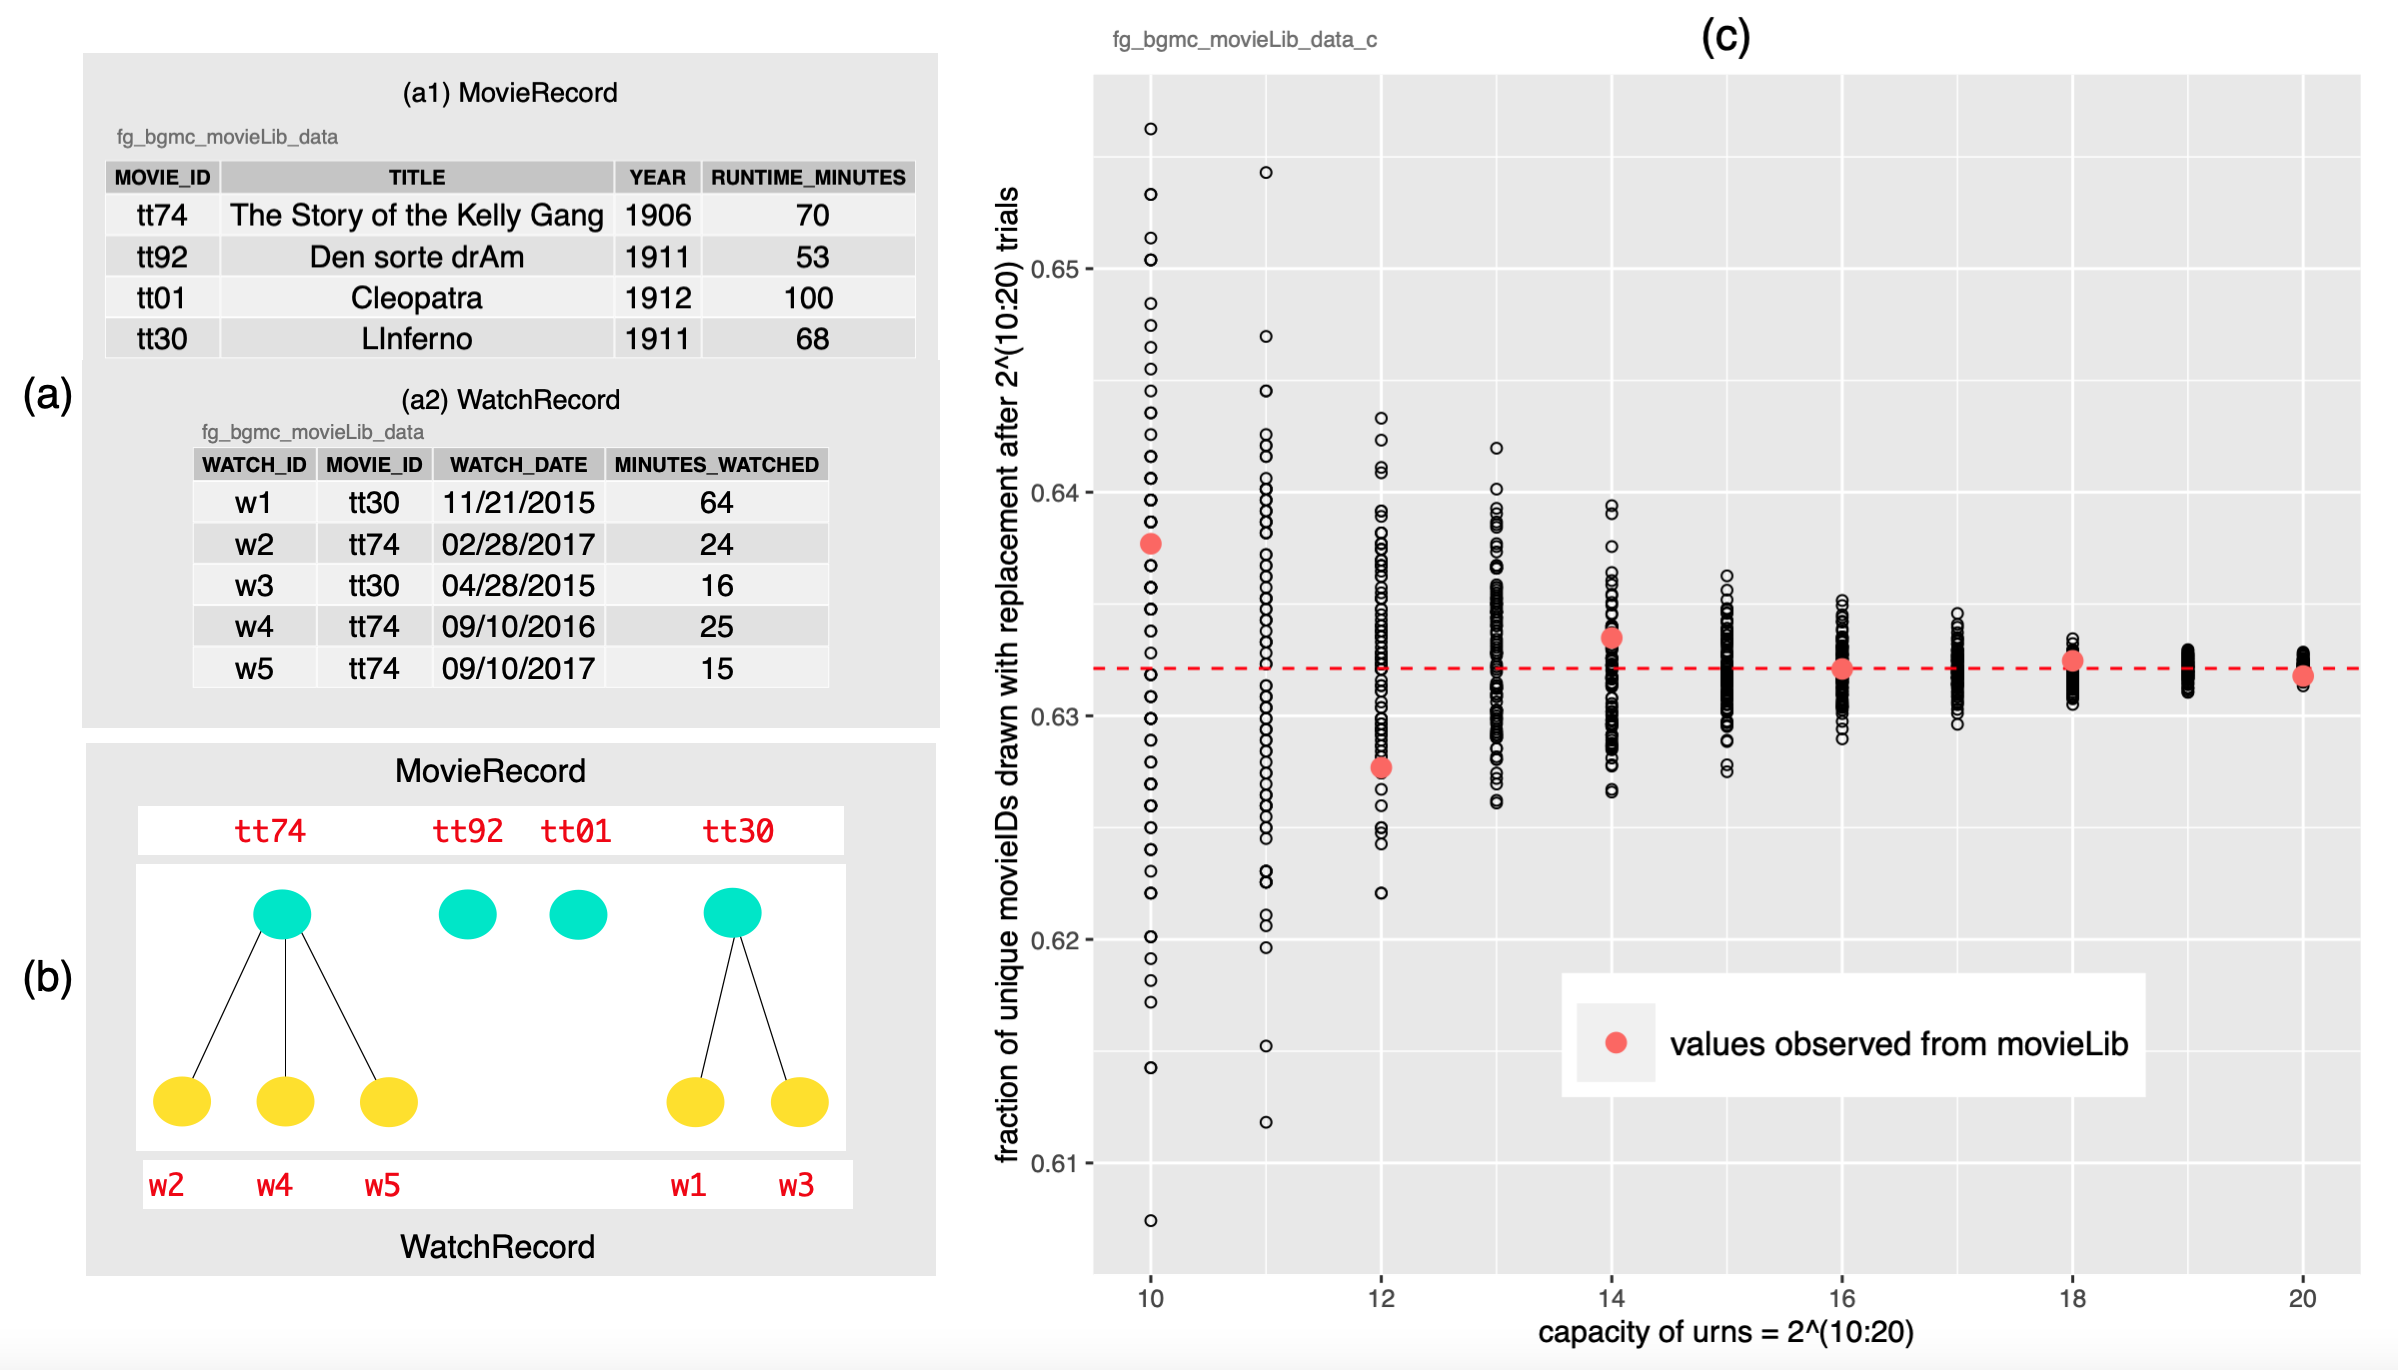 (a)
(a1) MovieRecord
fg_bgmc_movieLib_data
MOVIE_ID TITLE YEAR RUNTIME_MINUTES
tt74 The Story of the Kelly Gang 1906 70
tt92 Den sorte drAm 1911 53
tt01 Cleopatra 1912 100
tt30 LInferno 1911 68
(a2) WatchRecord
fg_bgmc_movieLib_data
WATCH_ID MOVIE_ID WATCH_DATE MINUTES_WATCHED
w1 tt30 11/21/2015 64
w2 tt74 02/28/2017 24
w3 tt30 04/28/2015 16
w4 tt74 09/10/2016 25
w5 tt74 09/10/2017 15
(b)
MovieRecord
tt74 tt92 tt01 tt30
w2 w4 w5 w1 w3
WatchRecord
(c)
fg_bgmc_movieLib_data_c
fraction of unique movieIDs drawn with replacement after 2^(10:20) trials
0.65
0.64
0.63
0.62
0.61
values observed from movieLib
10 12 14 16 18 20
capacity of urns = 2^(10:20)